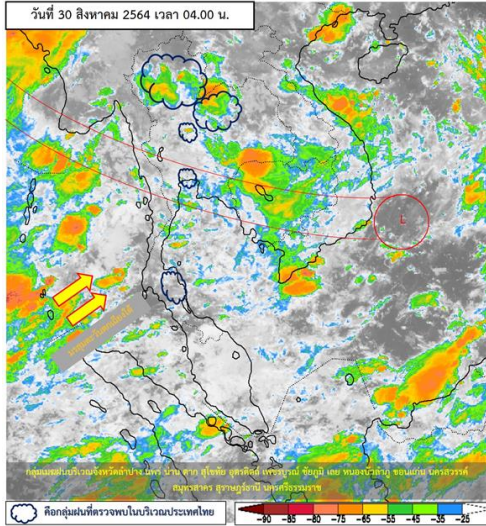 วันที่ 30 สิงหาคม 2564 เวลา 04.00 น.
L
กลุ่มเมฆฝนบริเวณจังหวัดลำปาง แพร่ น่าน ตาก สุโขทัย อุตรดิตถ์ เพชรบูรณ์ ชัยภูมิ เลย หนองบัวลำภู ขอนแก่น นครสวรรค์
สมุทรสาคร สุราษฎร์ธานี นครศรีธรรมราช
คือกลุ่มฝนที่ตรวจพบในบริเวณประเทศไทย
-90 -85 -80 -75 -65 -55 -45 -35 -25